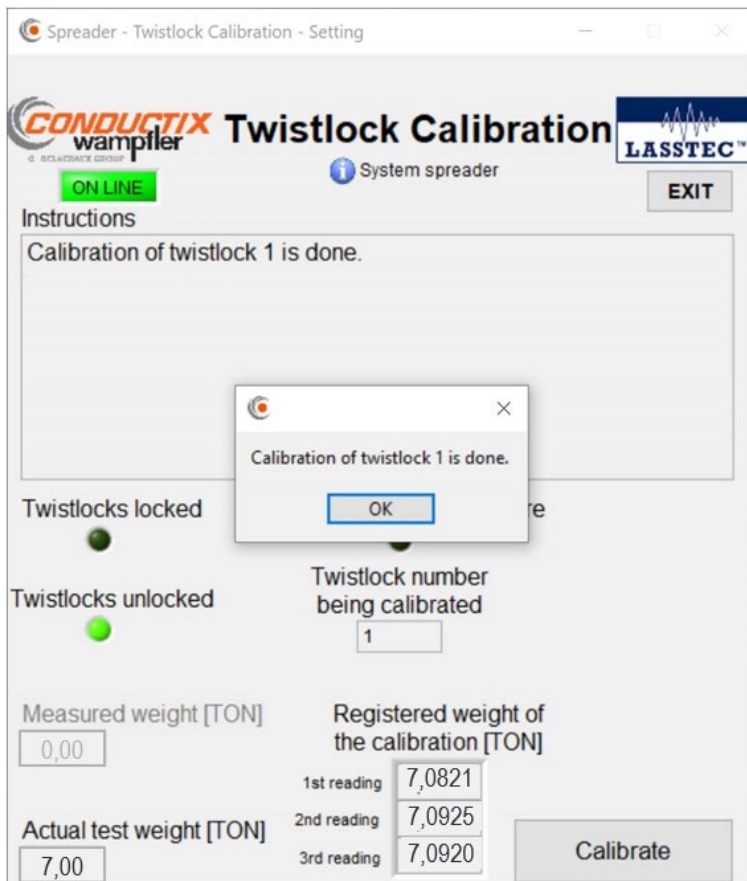 Spreader - Twistlock Calibration - Setting
CONDUCTIX
wampfler
Twistlock Calibration
LASSTEC™
System spreader
ON LINE
EXIT
Instructions
Calibration of twistlock 1 is done.
Calibration of twistlock 1 is done.
OK
Twistlocks locked
re
Twistlocks unlocked
Twistlock number
being calibrated
1
Measured weight [TON]
0,00
Registered weight of
the calibration [TON]
1st reading 7,0821
2nd reading 7,0925
3rd reading 7,0920
Actual test weight [TON]
7,00
Calibrate